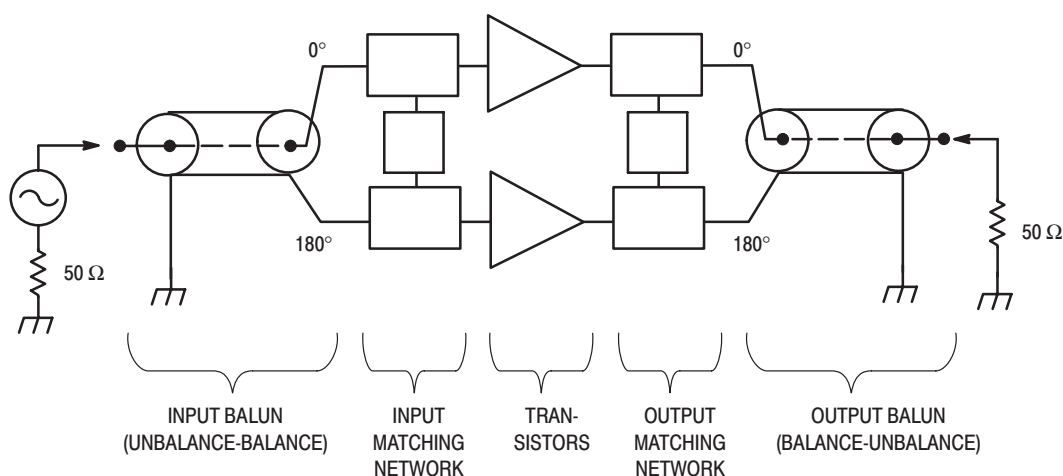 0°
0°
180°
180°
50 Ω
50 Ω
INPUT BALUN
(UNBALANCE-BALANCE)
INPUT
MATCHING
NETWORK
TRAN-
SISTORS
OUTPUT
MATCHING
NETWORK
OUTPUT BALUN
(BALANCE-UNBALANCE)